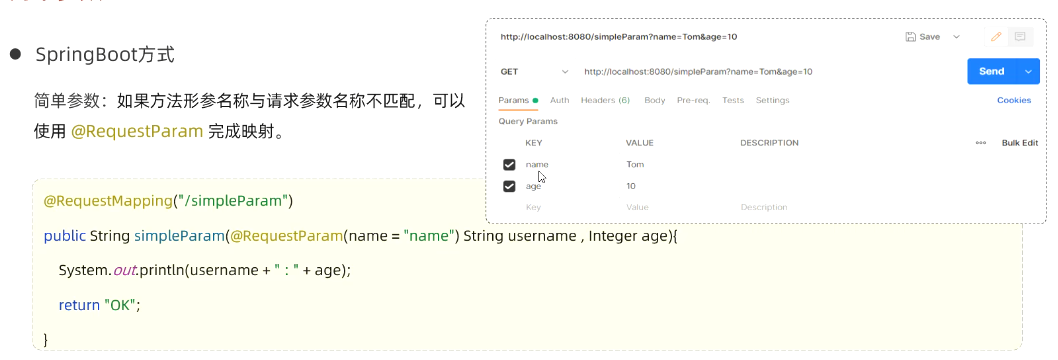 SpringBoot方式
简单参数：如果方法形参名称与请求参数名称不匹配，可以
使用 @RequestParam 完成映射。
http://localhost:8080/simpleParam?name=Tom&age=10
Save
GET
http://localhost:8080/simpleParam?name=Tom&age=10
Send
Params Auth Headers (6) Body Pre-req. Tests Settings
Cookies
Query Params
KEY VALUE DESCRIPTION
ooo Bulk Edit
name Tom
age 10
Key Value Description
@RequestMapping("/simpleParam")
public String simpleParam(@RequestParam(name = "name") String username , Integer age){
System.out.println(username + " : " + age);
return "OK";
}